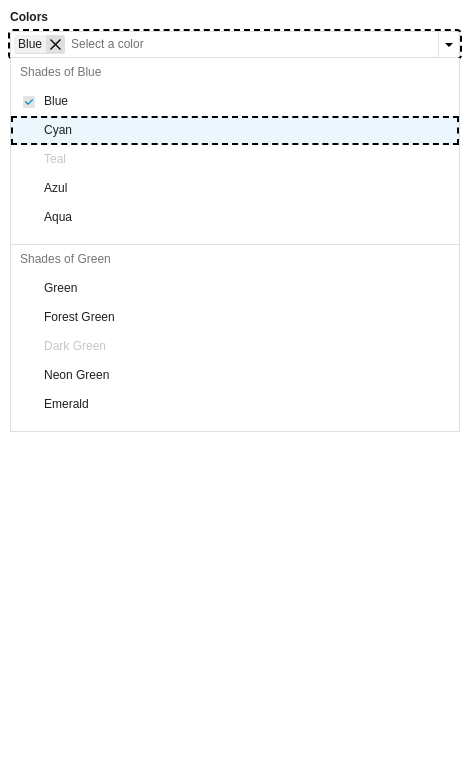 Colors
Blue Select a color
Shades of Blue
Blue
Cyan
Teal
Azul
Aqua
Shades of Green
Green
Forest Green
Dark Green
Neon Green
Emerald